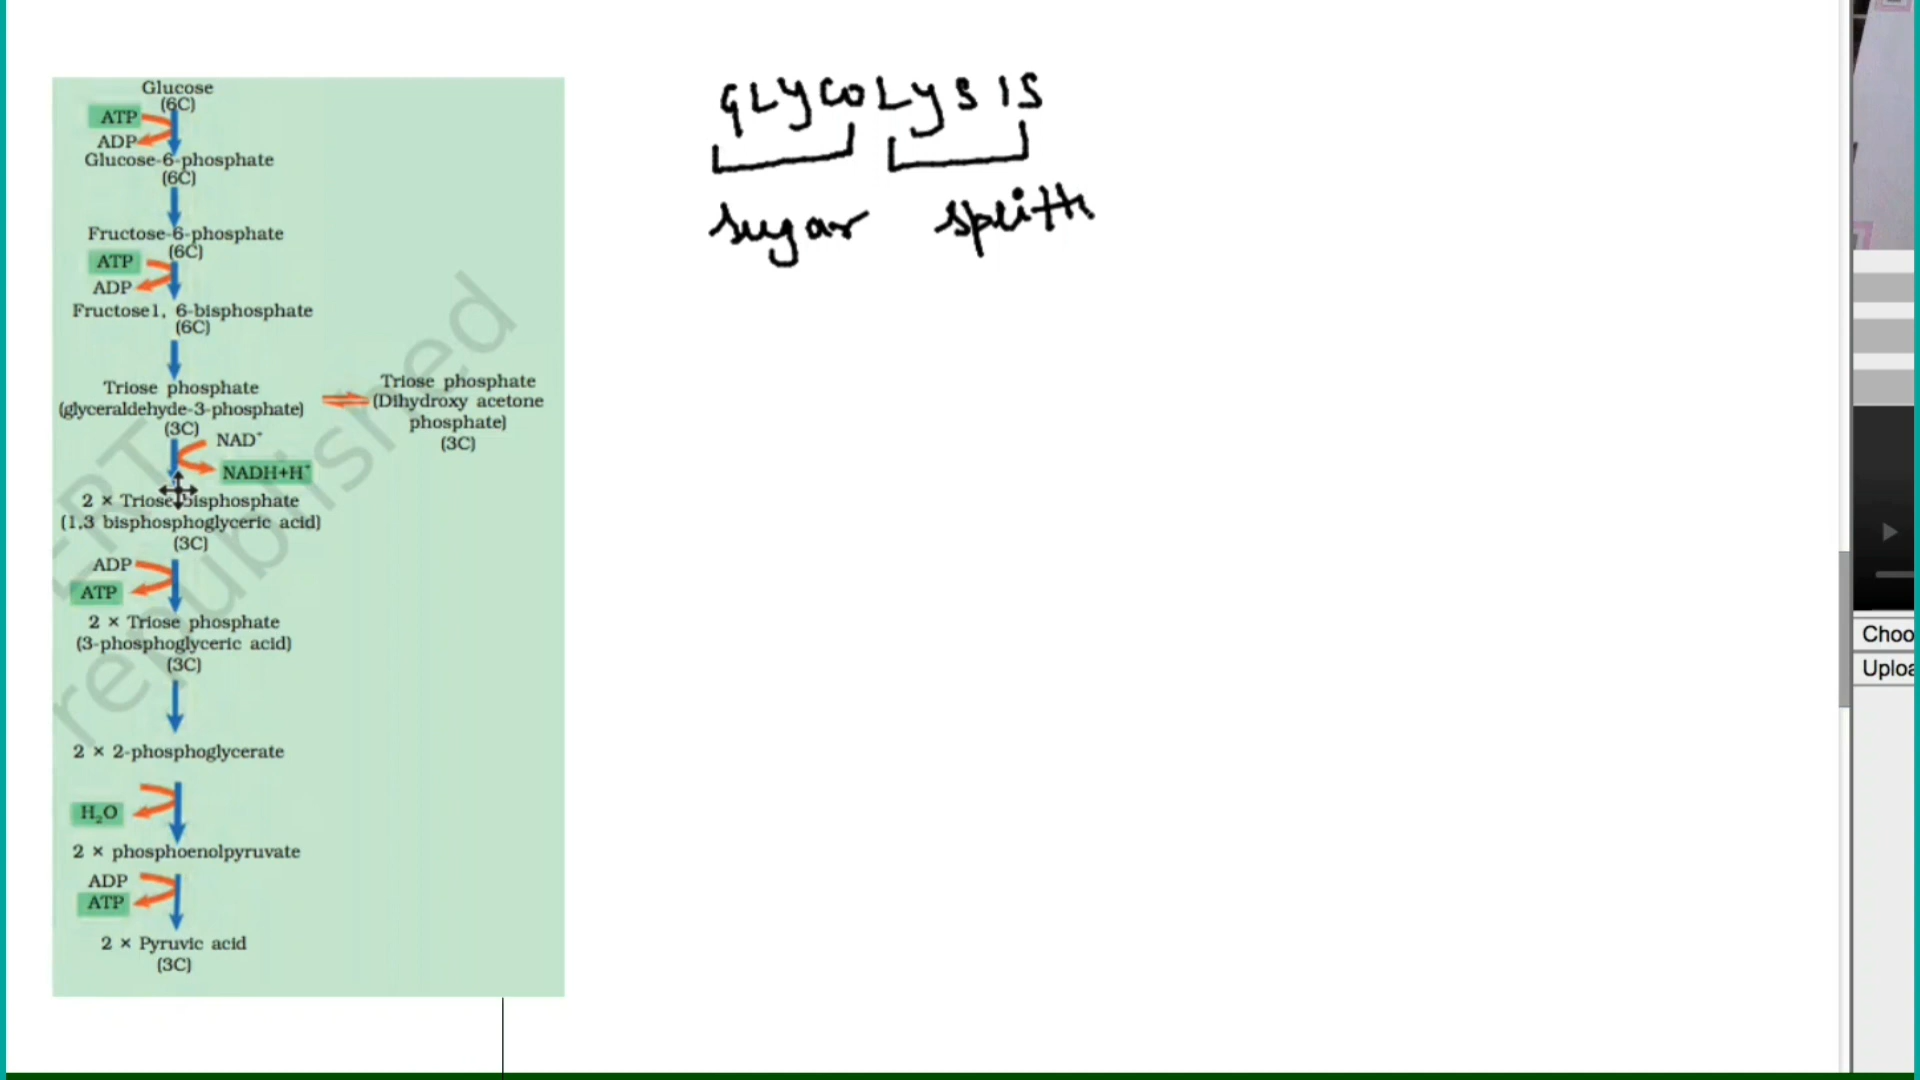 Glucose
(6C)
ATP
ADP
Glucose-6-phosphate
(6C)
Fructose-6-phosphate
(6C)
ATP
ADP
Fructose1, 6-bisphosphate
(6C)
Triose phosphate
(glyceraldehyde-3-phosphate)
(3C)
Triose phosphate
(Dihydroxy acetone
phosphate)
(3C)
NAD⁺
NADH+H⁺
2 × Triose bisphosphate
(1,3 bisphosphoglyceric acid)
(3C)
ADP
ATP
2 × Triose phosphate
(3-phosphoglyceric acid)
(3C)
2 × 2-phosphoglycerate
H₂O
2 × phosphoenolpyruvate
ADP
ATP
2 × Pyruvic acid
(3C)
republished
GLYCOLYSIS
sugar
Choo
Uploa